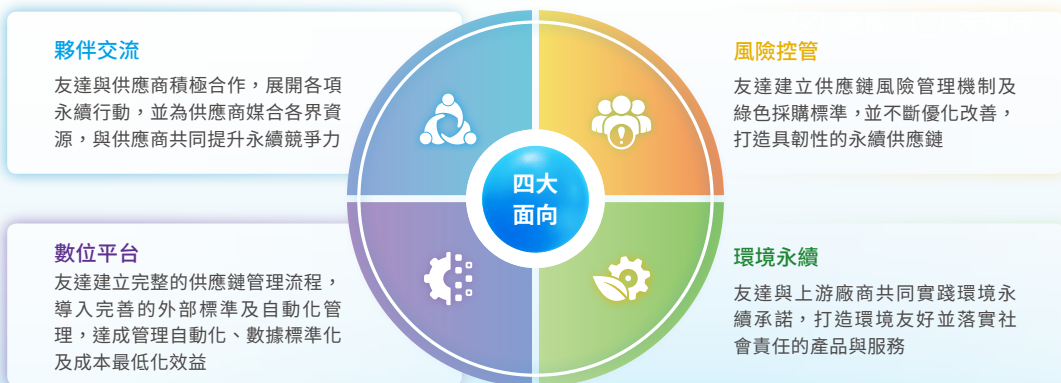 夥伴交流
友達與供應商積極合作，展開各項
永續行動，並為供應商媒合各界資
源，與供應商共同提升永續競爭力
風險控管
友達建立供應鏈風險管理機制及
綠色採購標準，並不斷優化改善，
打造具韌性的永續供應鏈
四大
面向
數位平台
友達建立完整的供應鏈管理流程，
導入完善的外部標準及自動化管
理，達成管理自動化、數據標準化
及成本最低化效益
環境永續
友達與上游廠商共同實踐環境永
續承諾，打造環境友好並落實社
會責任的產品與服務